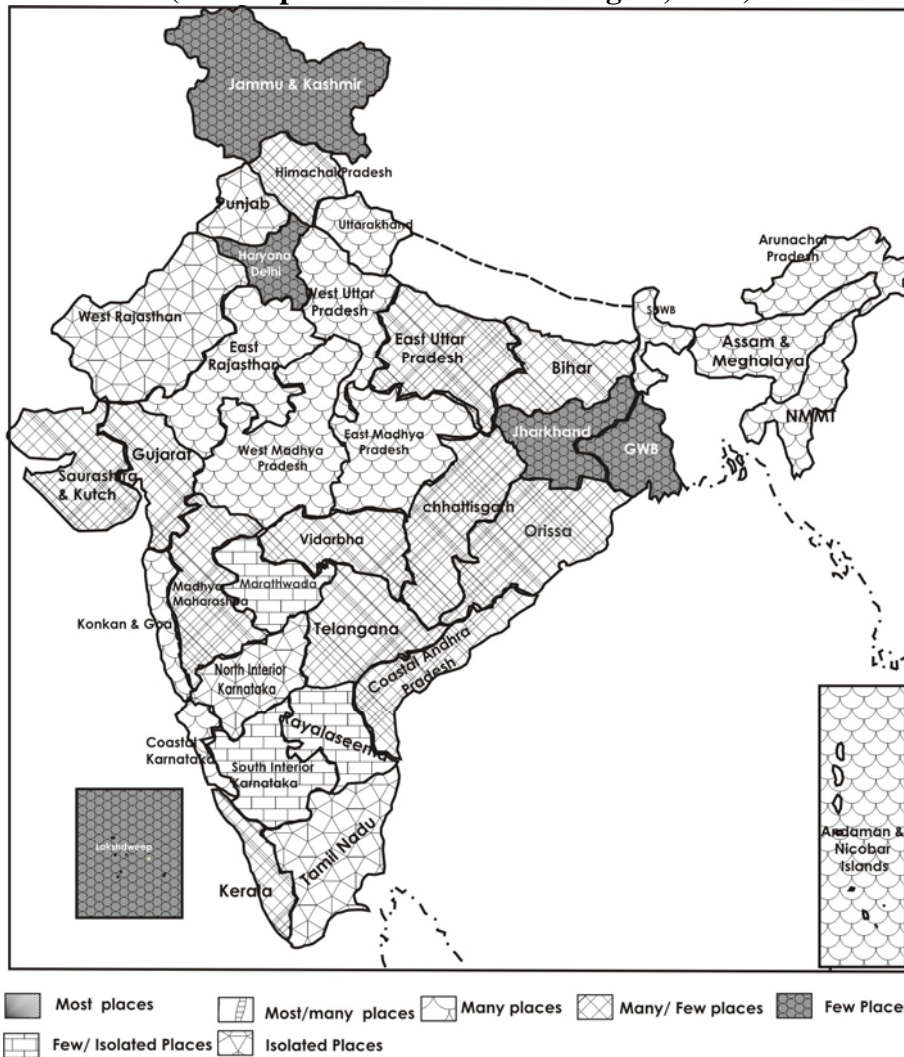 Jammu & Kashmir
Himachal Pradesh
Punjab
Uttarakhand
Haryana
Delhi
Arunachal
Pradesh
West Uttar
Pradesh
West Rajasthan
SHWB
East Uttar
Pradesh
Assam &
Meghalaya
East
Rajasthan
Bihar
NMMT
Jharkhand
GWB
Gujarat
West Madhya
Pradesh
East Madhya
Pradesh
Saurashtra
& Kutch
chhattisgarh
Orissa
Vidarbha
Madhya
Maharashtra
Marathwada
Konkan & Goa
Telangana
Coastal Andhra
Pradesh
North Interior
Karnataka
Rayalaseema
Coastal
Karnataka
South Interior
Karnataka
Lakshdweep
Tamil Nadu
Kerala
Andaman &
Nicobar
Islands
Most places
Most/many places
Many places
Many/ Few places
Few Place
Few/ Isolated Places
Isolated Places